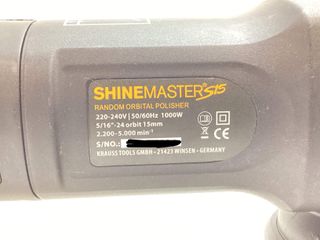 SHINEMASTER® S15
RANDOM ORBITAL POLISHER
220-240V | 50/60Hz 1000W
5/16"-24 orbit 15mm
2.200-5.000 min⁻¹
S/NO.:
KRAUSS TOOLS GMBH - 21423 WINSEN - GERMANY